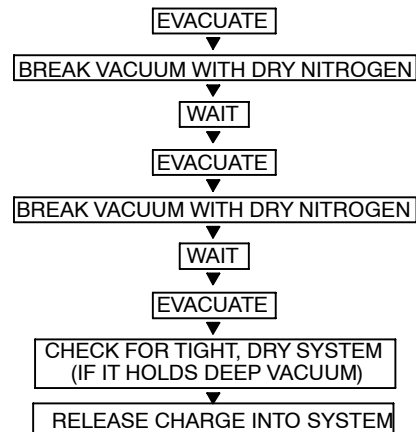 EVACUATE
BREAK VACUUM WITH DRY NITROGEN
WAIT
EVACUATE
BREAK VACUUM WITH DRY NITROGEN
WAIT
EVACUATE
CHECK FOR TIGHT, DRY SYSTEM
(IF IT HOLDS DEEP VACUUM)
RELEASE CHARGE INTO SYSTEM